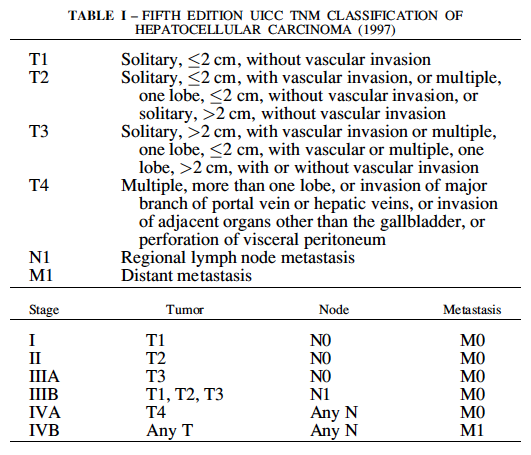 TABLE I – FIFTH EDITION UICC TNM CLASSIFICATION OF
HEPATOCELLULAR CARCINOMA (1997)
T1 Solitary, ≤2 cm, without vascular invasion
T2 Solitary, ≤2 cm, with vascular invasion, or multiple,
one lobe, ≤2 cm, without vascular invasion, or
solitary, >2 cm, without vascular invasion
T3 Solitary, >2 cm, with vascular invasion or multiple,
one lobe, ≤2 cm, with vascular or multiple, one
lobe, >2 cm, with or without vascular invasion
T4 Multiple, more than one lobe, or invasion of major
branch of portal vein or hepatic veins, or invasion
of adjacent organs other than the gallbladder, or
perforation of visceral peritoneum
N1 Regional lymph node metastasis
M1 Distant metastasis
Stage Tumor Node Metastasis
I T1 N0 M0
II T2 N0 M0
IIIA T3 N0 M0
IIIB T1, T2, T3 N1 M0
IVA T4 Any N M0
IVB Any T Any N M1